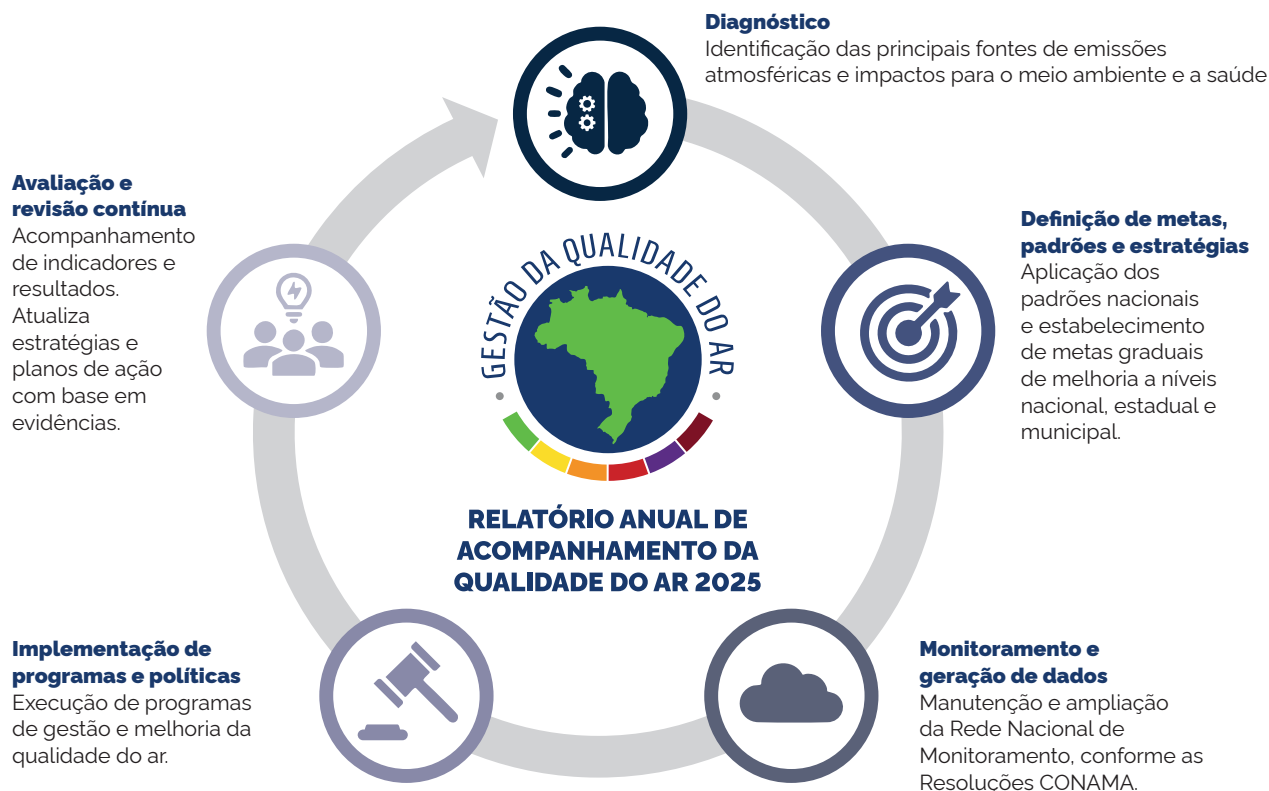 Diagnóstico
Identificação das principais fontes de emissões
atmosféricas e impactos para o meio ambiente e a saúde
Definição de metas,
padrões e estratégias
Aplicação dos
padrões nacionais
e estabelecimento
de metas graduais
de melhoria a níveis
nacional, estadual e
municipal.
Monitoramento e
geração de dados
Manutenção e ampliação
da Rede Nacional de
Monitoramento, conforme as
Resoluções CONAMA.
Implementação de
programas e políticas
Execução de programas
de gestão e melhoria da
qualidade do ar.
Avaliação e
revisão contínua
Acompanhamento
de indicadores e
resultados.
Atualiza
estratégias e
planos de ação
com base em
evidências.
GESTÃO DA QUALIDADE DO AR
RELATÓRIO ANUAL DE
ACOMPANHAMENTO DA
QUALIDADE DO AR 2025